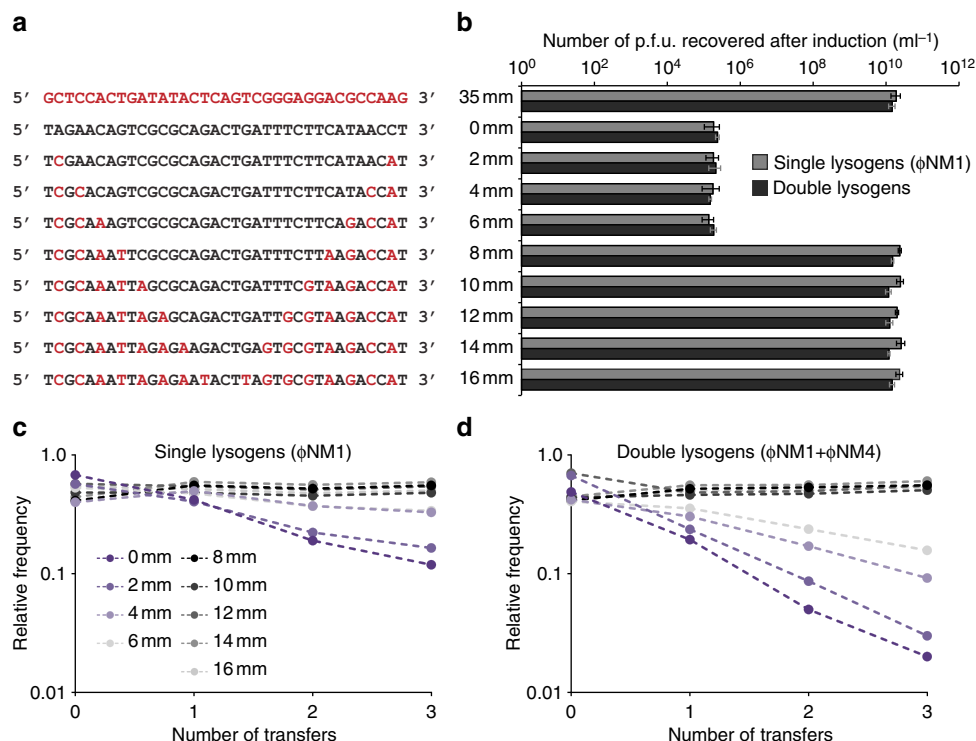 a
5′ GCTCCACTGATATACTCAGTCGGGAGGACGCCAAG 3′
5′ TAGAACAGTCGCGCAGACTGATTTCTTCATAACCT 3′
5′ TCGAACAGTCGCGCAGACTGATTTCTTCATAACAT 3′
5′ TCGCACAGTCGCGCAGACTGATTTCTTCATACCAT 3′
5′ TCGCAAAGTCGCGCAGACTGATTTCTTCAGACCAT 3′
5′ TCGCAAATTCGCGCAGACTGATTTCTTAAGACCAT 3′
5′ TCGCAAATTAGCGCAGACTGATTTCGTAAGACCAT 3′
5′ TCGCAAATTAGAGCAGACTGATTGCGTAAGACCAT 3′
5′ TCGCAAATTAGAGAAGACTGAGTGCGTAAGACCAT 3′
5′ TCGCAAATTAGAGAATACTTAGTGCGTAAGACCAT 3′
b
Number of p.f.u. recovered after induction (ml⁻¹)
10⁰ 10² 10⁴ 10⁶ 10⁸ 10¹⁰ 10¹²
35 mm
0 mm
2 mm
4 mm
6 mm
8 mm
10 mm
12 mm
14 mm
16 mm
Single lysogens (ϕNM1)
Double lysogens
c
Single lysogens (ϕNM1)
Relative frequency
1.0
0.1
0.01
0 mm
2 mm
4 mm
6 mm
8 mm
10 mm
12 mm
14 mm
16 mm
0 1 2 3
Number of transfers
d
Double lysogens (ϕNM1+ϕNM4)
Relative frequency
1.0
0.1
0.01
0 1 2 3
Number of transfers